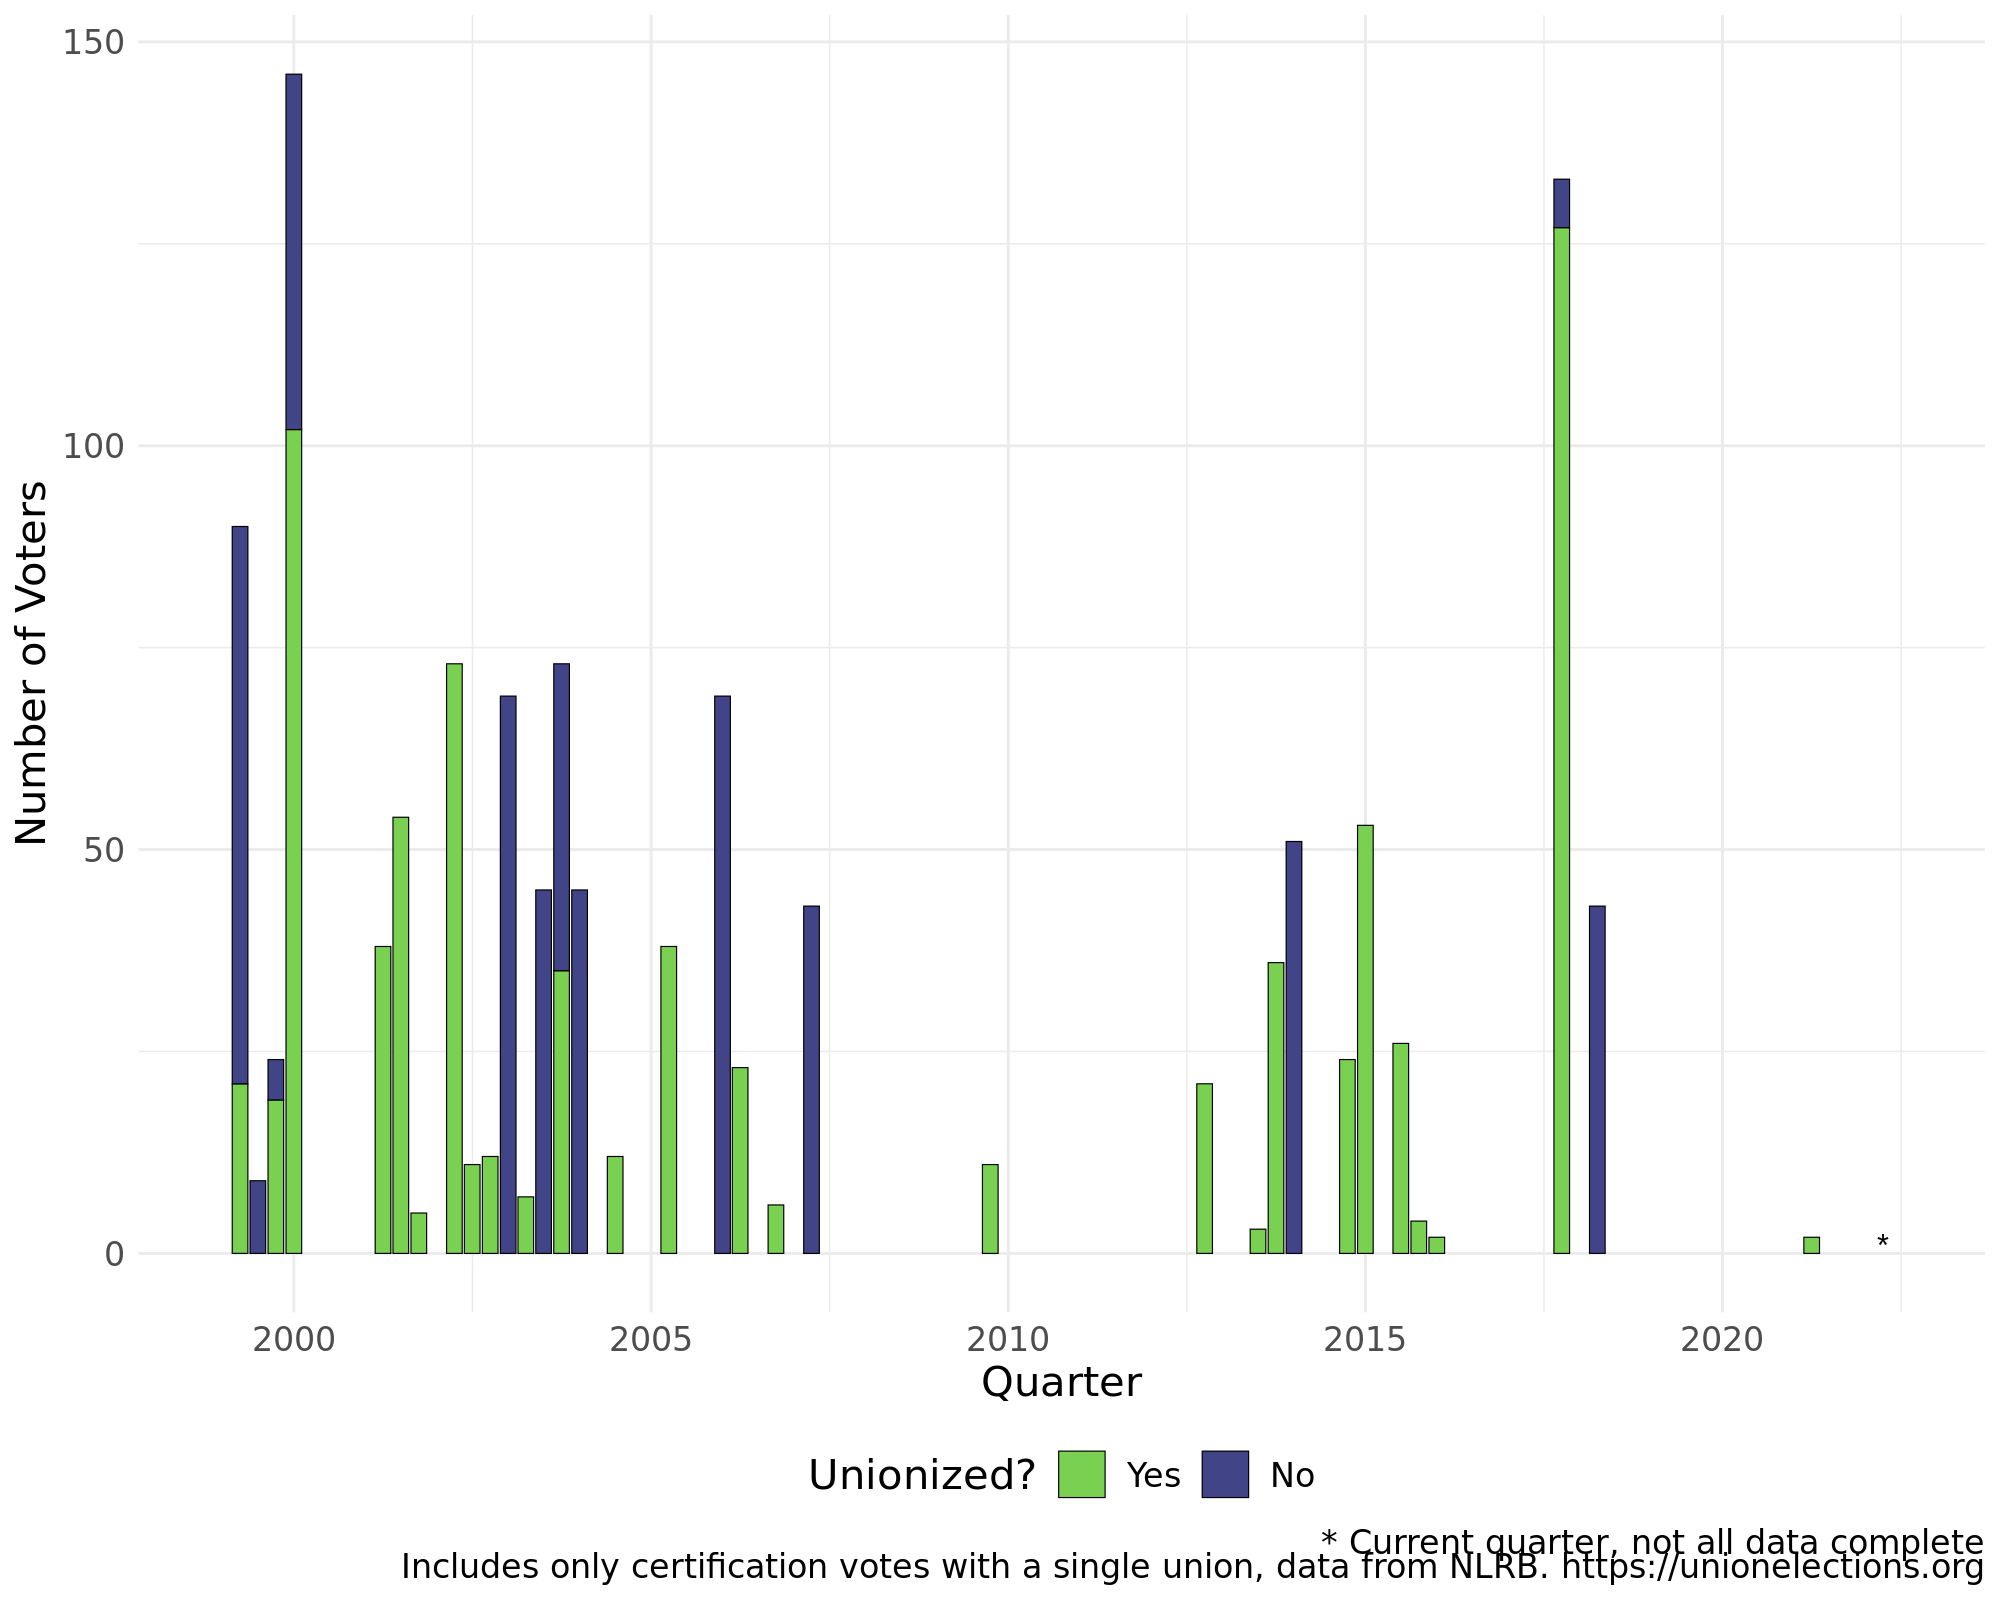 150
100
50
0
Number of Voters
2000 2005 2010 2015 2020
*
Quarter
Unionized? Yes No
* Current quarter, not all data complete
Includes only certification votes with a single union, data from NLRB. https://unionelections.org